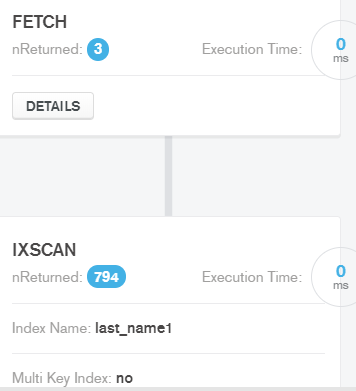 FETCH
nReturned: 3 Execution Time: 0 ms
DETAILS
IXSCAN
nReturned: 794 Execution Time: 0 ms
Index Name: last_name1
Multi Key Index: no